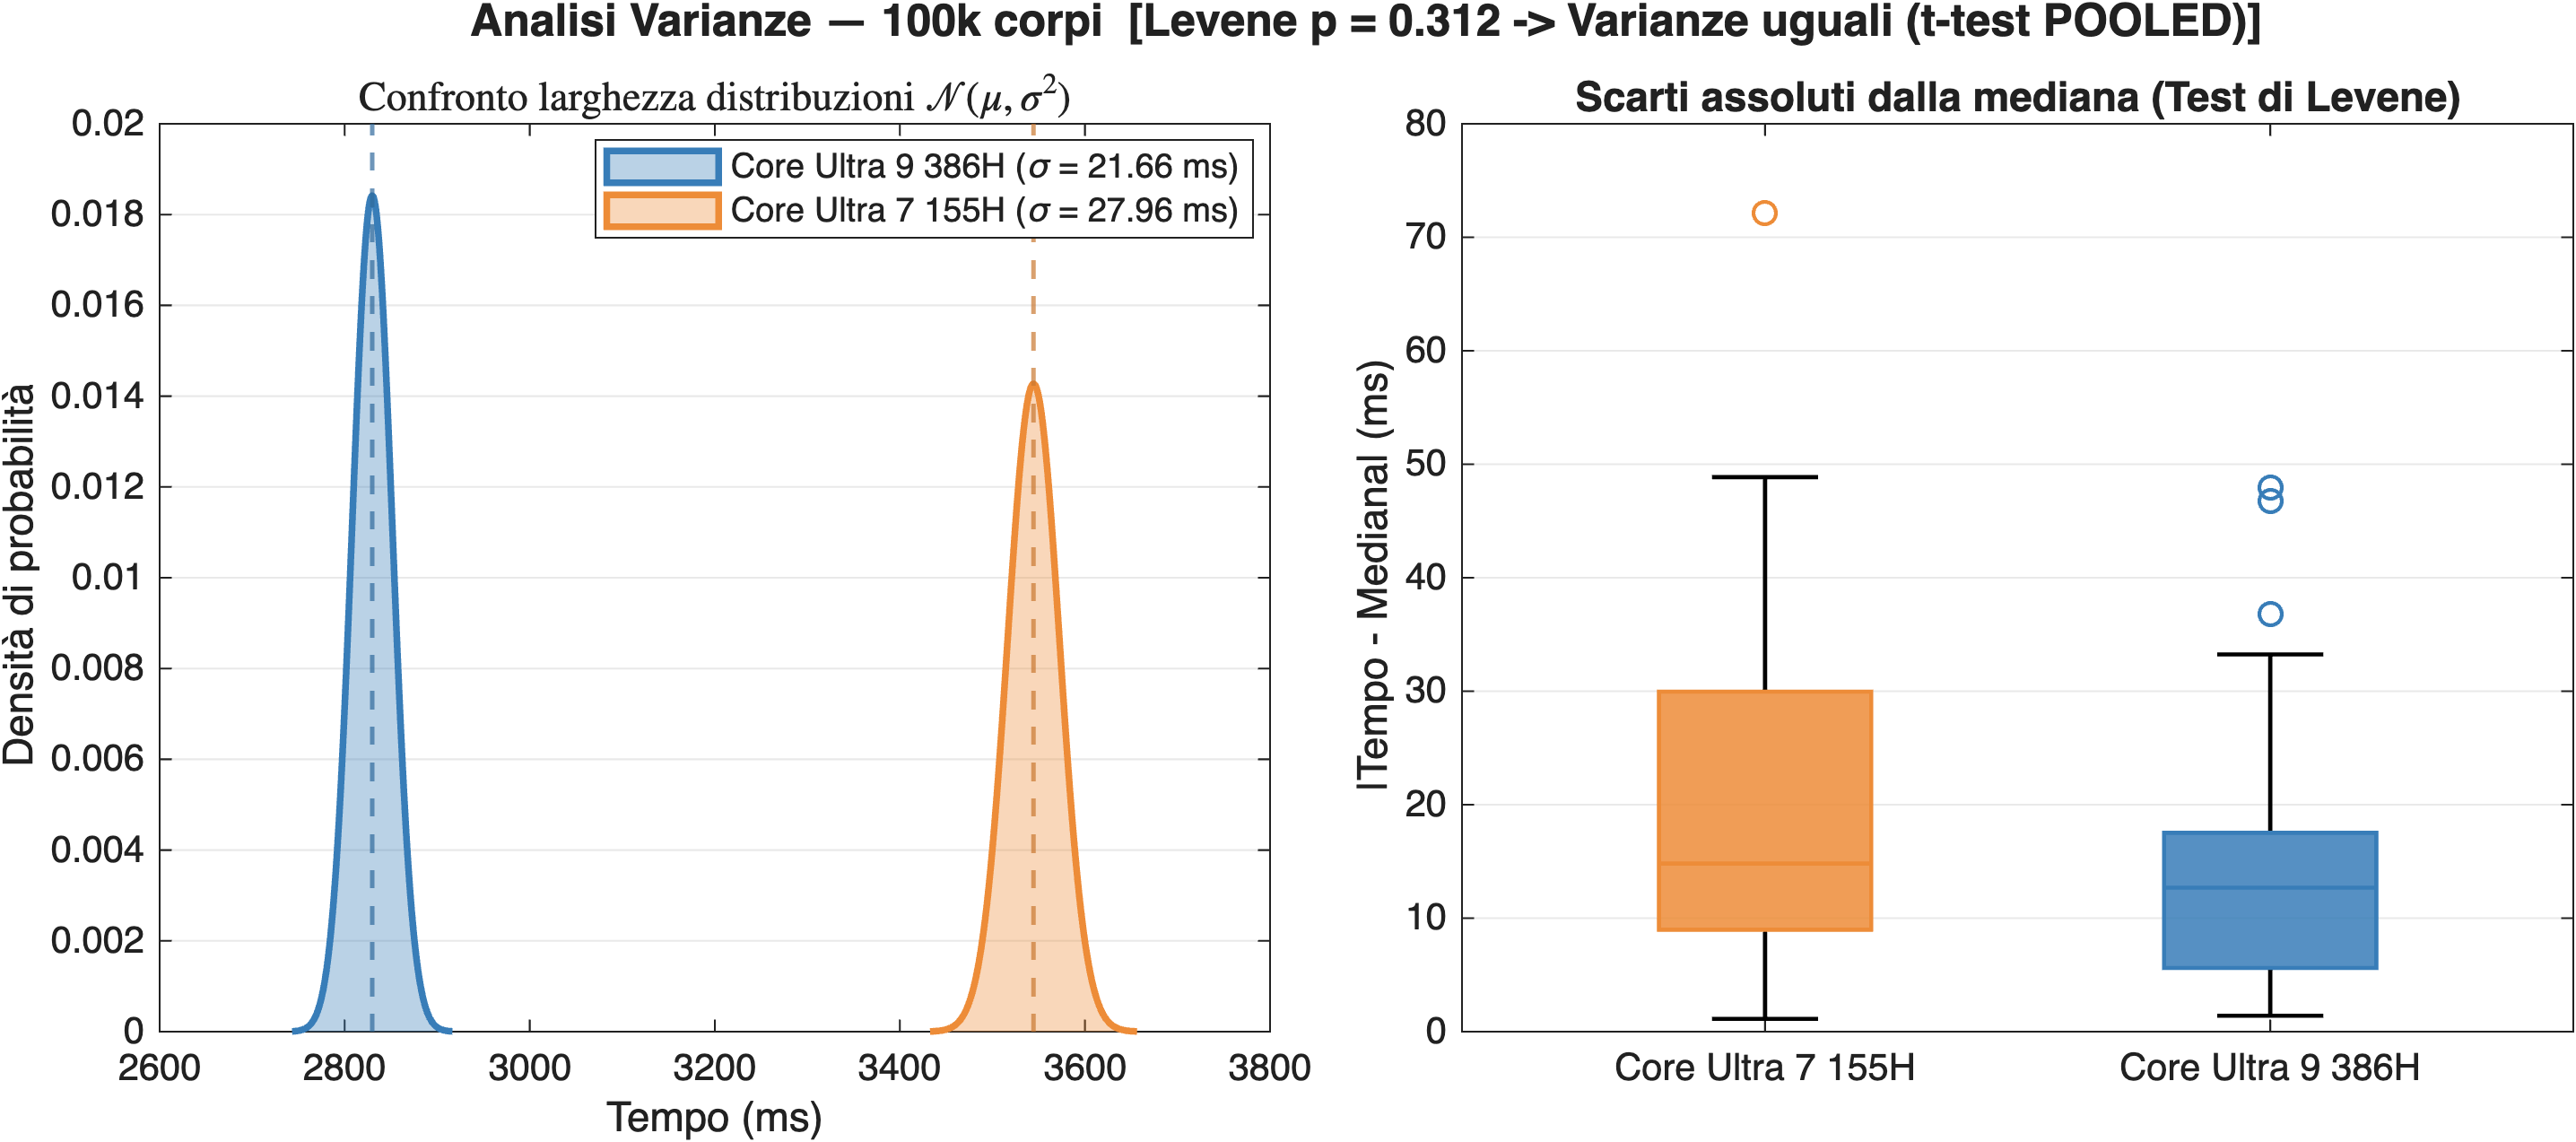 Analisi Varianze — 100k corpi [Levene p = 0.312 -> Varianze uguali (t-test POOLED)]
Confronto larghezza distribuzioni 𝒩(μ, σ²)
Core Ultra 9 386H (σ = 21.66 ms)
Core Ultra 7 155H (σ = 27.96 ms)
Densità di probabilità
0.02
0.018
0.016
0.014
0.012
0.01
0.008
0.006
0.004
0.002
0
2600 2800 3000 3200 3400 3600 3800
Tempo (ms)
Scarti assoluti dalla mediana (Test di Levene)
|Tempo - Mediana| (ms)
80
70
60
50
40
30
20
10
0
Core Ultra 7 155H Core Ultra 9 386H